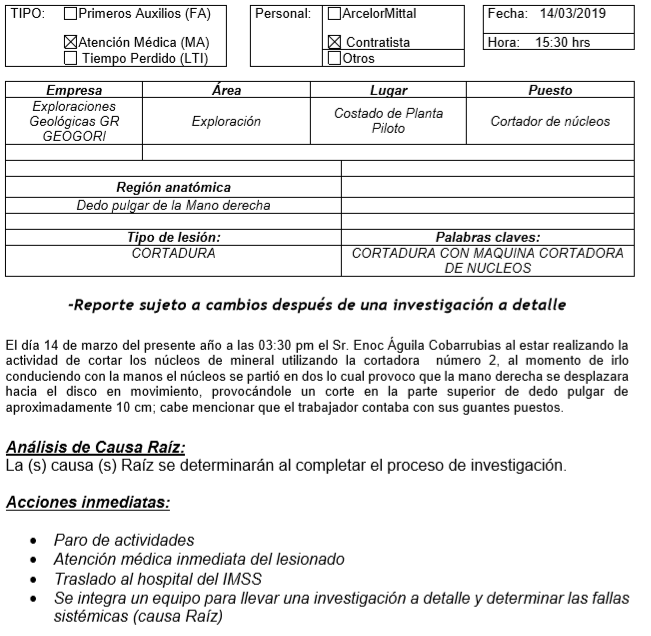 TIPO: ☐Primeros Auxilios (FA)
☒Atención Médica (MA)
☐ Tiempo Perdido (LTI)
Personal: ☐ArcelorMittal
☒ Contratista
☐Otros
Fecha: 14/03/2019
Hora: 15:30 hrs
Empresa Área Lugar Puesto
Exploraciones Geológicas GR GEOGORI Exploración Costado de Planta Piloto Cortador de núcleos
Región anatómica
Dedo pulgar de la Mano derecha
Tipo de lesión: Palabras claves:
CORTADURA CORTADURA CON MAQUINA CORTADORA
DE NUCLEOS
-Reporte sujeto a cambios después de una investigación a detalle
El día 14 de marzo del presente año a las 03:30 pm el Sr. Enoc Águila Cobarrubias al estar realizando la
actividad de cortar los núcleos de mineral utilizando la cortadora número 2, al momento de irlo
conduciendo con la manos el núcleos se partió en dos lo cual provoco que la mano derecha se desplazara
hacia el disco en movimiento, provocándole un corte en la parte superior de dedo pulgar de
aproximadamente 10 cm; cabe mencionar que el trabajador contaba con sus guantes puestos.
Análisis de Causa Raíz:
La (s) causa (s) Raíz se determinarán al completar el proceso de investigación.
Acciones inmediatas:
• Paro de actividades
• Atención médica inmediata del lesionado
• Traslado al hospital del IMSS
• Se integra un equipo para llevar una investigación a detalle y determinar las fallas
sistémicas (causa Raíz)